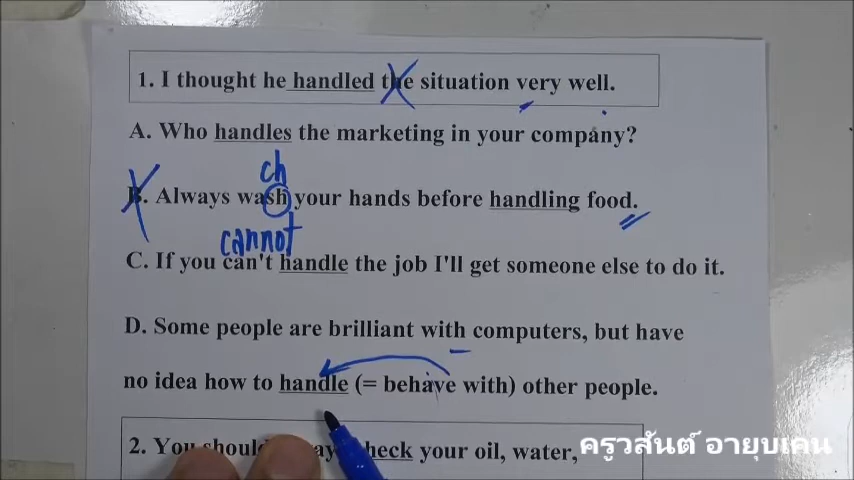 1. I thought he handled the situation very well.
A. Who handles the marketing in your company?
ch
B. Always wash your hands before handling food.
cannot
C. If you can't handle the job I'll get someone else to do it.
D. Some people are brilliant with computers, but have
no idea how to handle (= behave with) other people.
2. You should check your oil, water,
ครูวสันต์ อายุบเคน